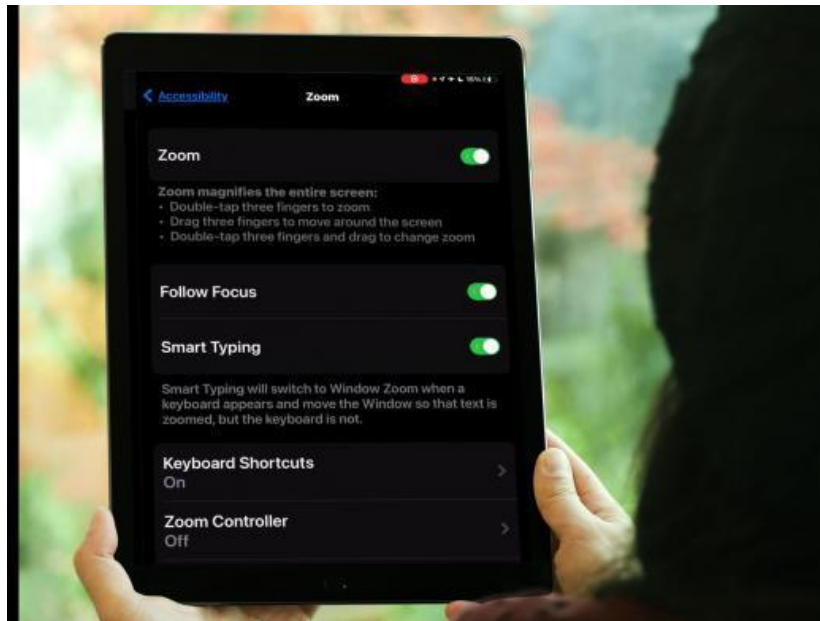 Accessibility
Zoom
Zoom
Zoom magnifies the entire screen:
• Double-tap three fingers to zoom
• Drag three fingers to move around the screen
• Double-tap three fingers and drag to change zoom
Follow Focus
Smart Typing
Smart Typing will switch to Window Zoom when a
keyboard appears and move the Window so that text is
zoomed, but the keyboard is not.
Keyboard Shortcuts
On
Zoom Controller
Off